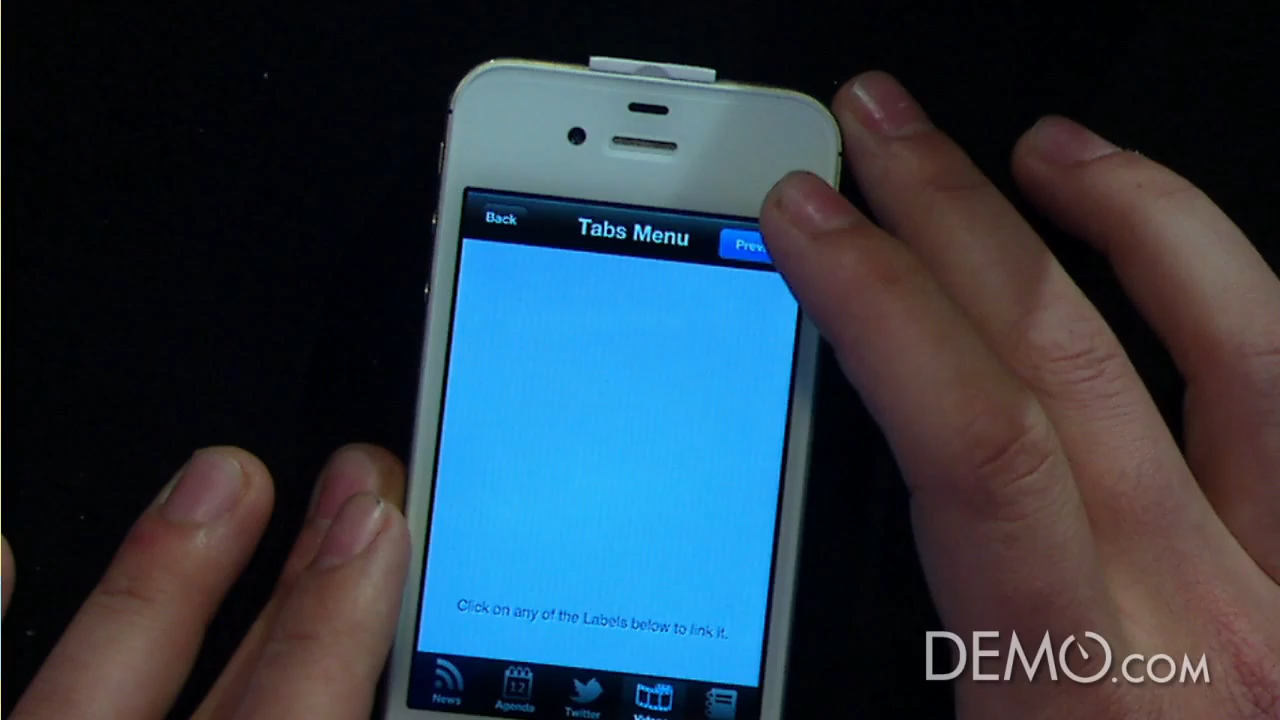 Back
Tabs Menu
Click on any of the Labels below to link it.
12
News
Agenda
Twitter
DEMO.COM